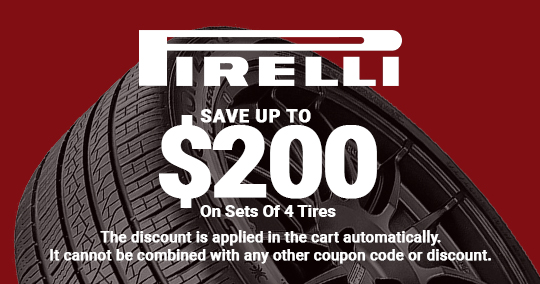 PIRELLI
SAVE UP TO
$200
On Sets Of 4 Tires
The discount is applied in the cart automatically.
It cannot be combined with any other coupon code or discount.